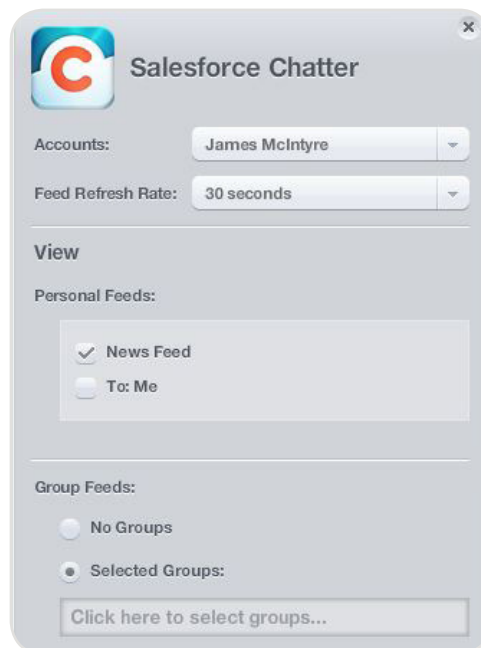 Salesforce Chatter
Accounts: James McIntyre
Feed Refresh Rate: 30 seconds
View
Personal Feeds:
News Feed
To: Me
Group Feeds:
No Groups
Selected Groups:
Click here to select groups...